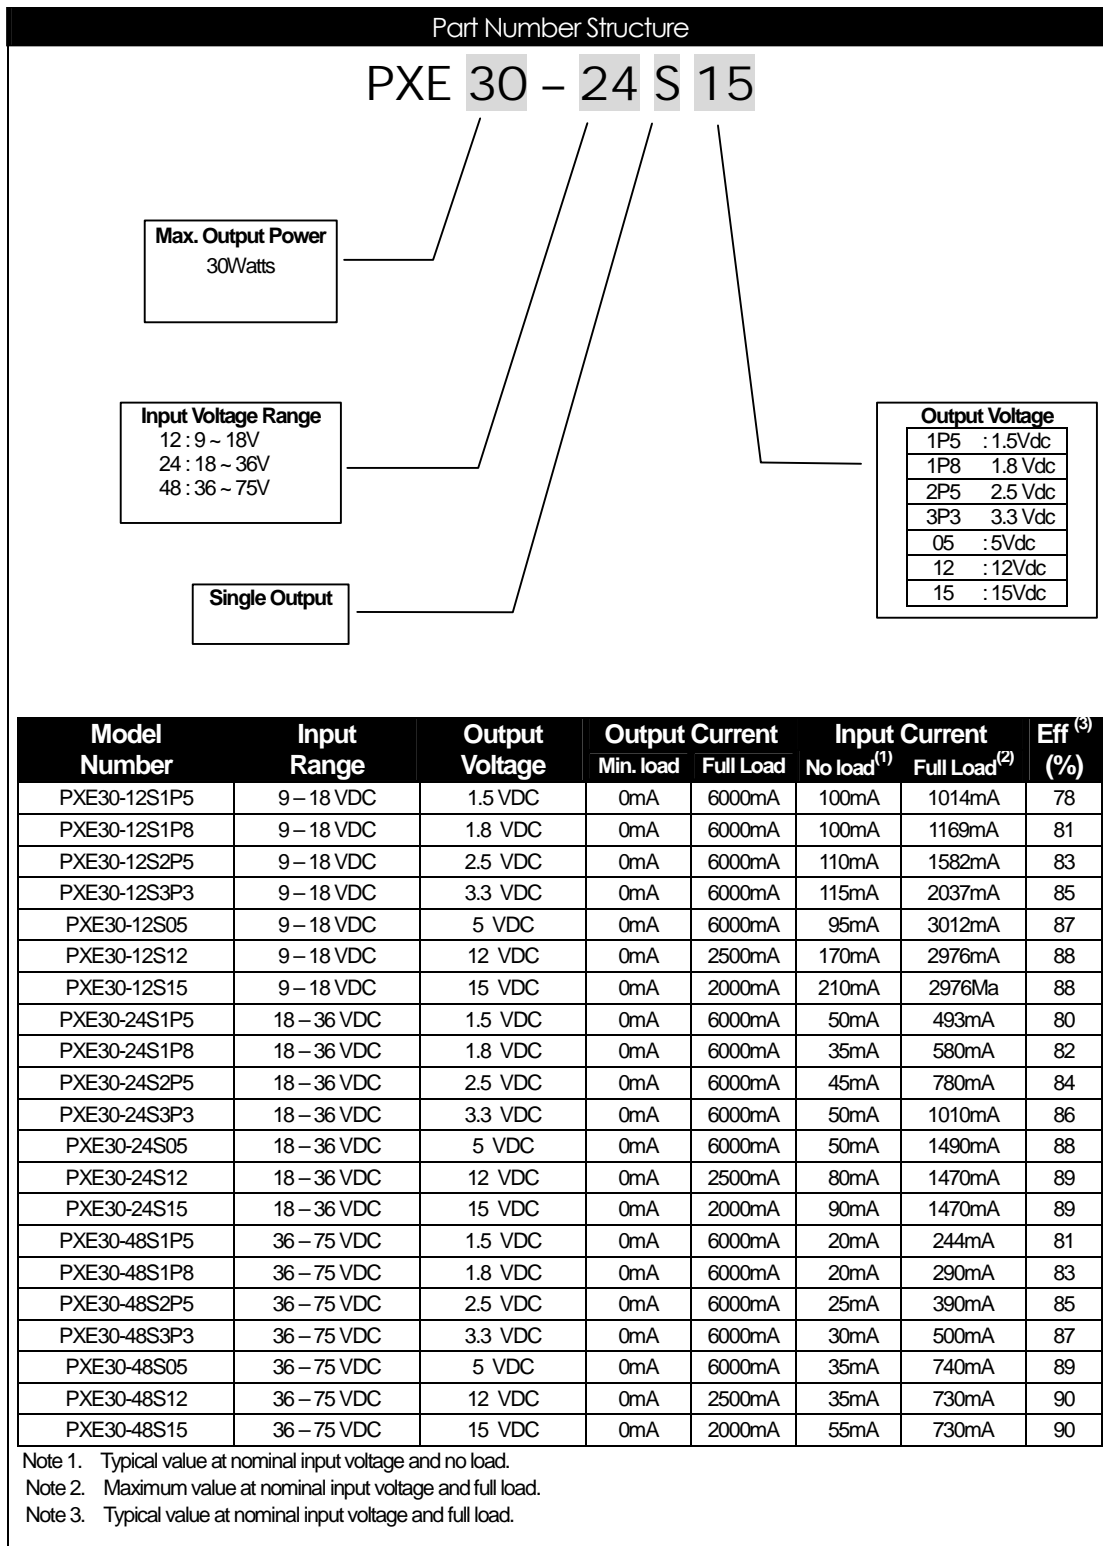 Part Number Structure
PXE 30 – 24 S 15
Max. Output Power
30Watts
Input Voltage Range
12 : 9 ~ 18V
24 : 18 ~ 36V
48 : 36 ~ 75V
Single Output
Output Voltage
1P5 : 1.5Vdc
1P8 1.8 Vdc
2P5 2.5 Vdc
3P3 3.3 Vdc
05 : 5Vdc
12 : 12Vdc
15 : 15Vdc
Model Number Input Range Output Voltage Output Current Input Current Eff (3) (%)
Min. load Full Load No load(1) Full Load(2)
PXE30-12S1P5 9 – 18 VDC 1.5 VDC 0mA 6000mA 100mA 1014mA 78
PXE30-12S1P8 9 – 18 VDC 1.8 VDC 0mA 6000mA 100mA 1169mA 81
PXE30-12S2P5 9 – 18 VDC 2.5 VDC 0mA 6000mA 110mA 1582mA 83
PXE30-12S3P3 9 – 18 VDC 3.3 VDC 0mA 6000mA 115mA 2037mA 85
PXE30-12S05 9 – 18 VDC 5 VDC 0mA 6000mA 95mA 3012mA 87
PXE30-12S12 9 – 18 VDC 12 VDC 0mA 2500mA 170mA 2976mA 88
PXE30-12S15 9 – 18 VDC 15 VDC 0mA 2000mA 210mA 2976Ma 88
PXE30-24S1P5 18 – 36 VDC 1.5 VDC 0mA 6000mA 50mA 493mA 80
PXE30-24S1P8 18 – 36 VDC 1.8 VDC 0mA 6000mA 35mA 580mA 82
PXE30-24S2P5 18 – 36 VDC 2.5 VDC 0mA 6000mA 45mA 780mA 84
PXE30-24S3P3 18 – 36 VDC 3.3 VDC 0mA 6000mA 50mA 1010mA 86
PXE30-24S05 18 – 36 VDC 5 VDC 0mA 6000mA 50mA 1490mA 88
PXE30-24S12 18 – 36 VDC 12 VDC 0mA 2500mA 80mA 1470mA 89
PXE30-24S15 18 – 36 VDC 15 VDC 0mA 2000mA 90mA 1470mA 89
PXE30-48S1P5 36 – 75 VDC 1.5 VDC 0mA 6000mA 20mA 244mA 81
PXE30-48S1P8 36 – 75 VDC 1.8 VDC 0mA 6000mA 20mA 290mA 83
PXE30-48S2P5 36 – 75 VDC 2.5 VDC 0mA 6000mA 25mA 390mA 85
PXE30-48S3P3 36 – 75 VDC 3.3 VDC 0mA 6000mA 30mA 500mA 87
PXE30-48S05 36 – 75 VDC 5 VDC 0mA 6000mA 35mA 740mA 89
PXE30-48S12 36 – 75 VDC 12 VDC 0mA 2500mA 35mA 730mA 90
PXE30-48S15 36 – 75 VDC 15 VDC 0mA 2000mA 55mA 730mA 90
Note 1. Typical value at nominal input voltage and no load.
Note 2. Maximum value at nominal input voltage and full load.
Note 3. Typical value at nominal input voltage and full load.